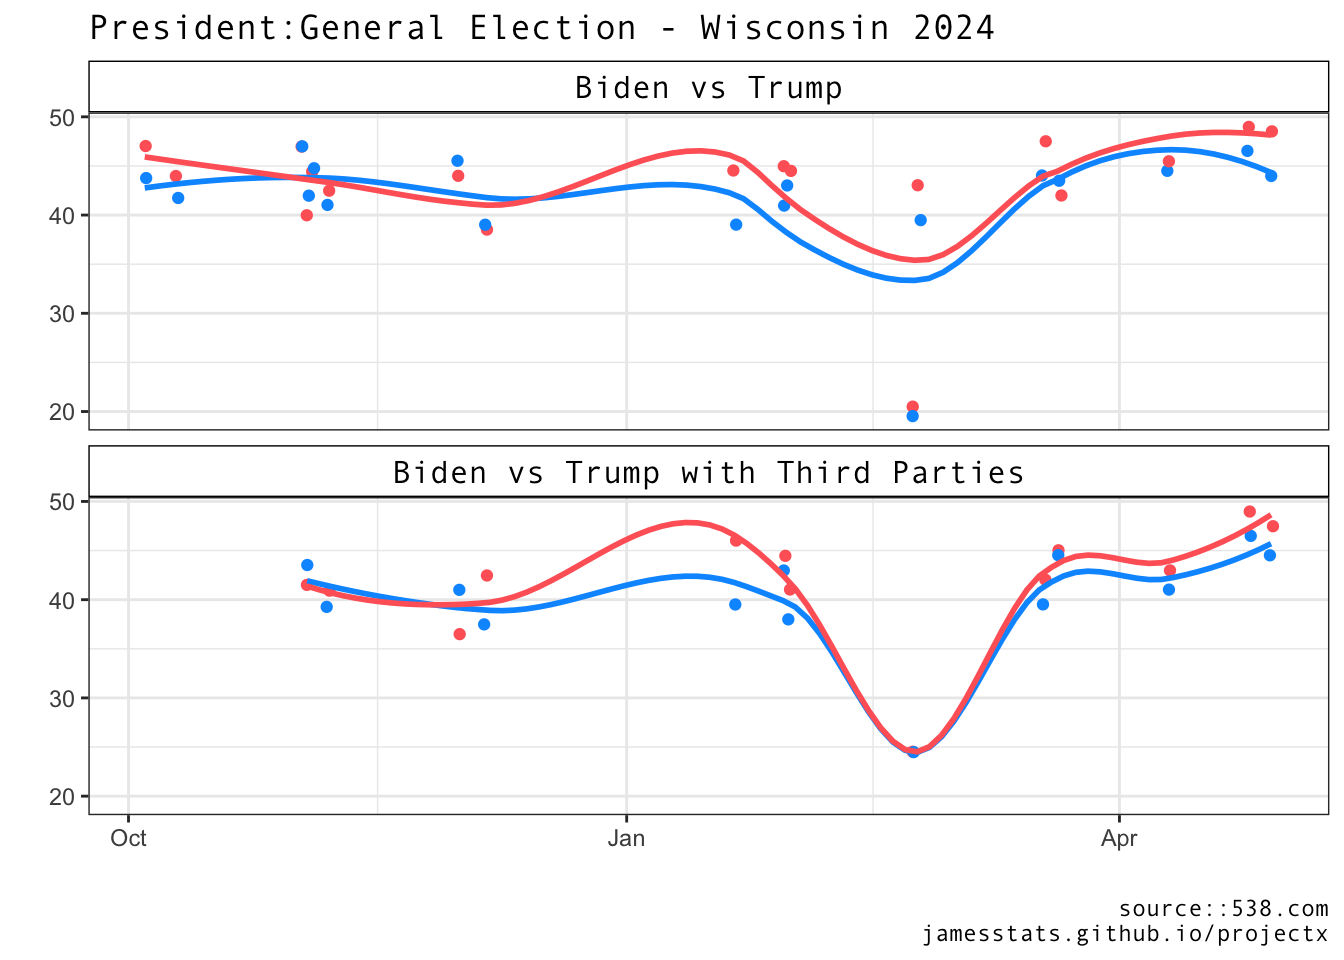 President:General Election - Wisconsin 2024
Biden vs Trump
50
40
30
20
Biden vs Trump with Third Parties
50
40
30
20
Oct Jan Apr
source::538.com
jamesstats.github.io/projectx